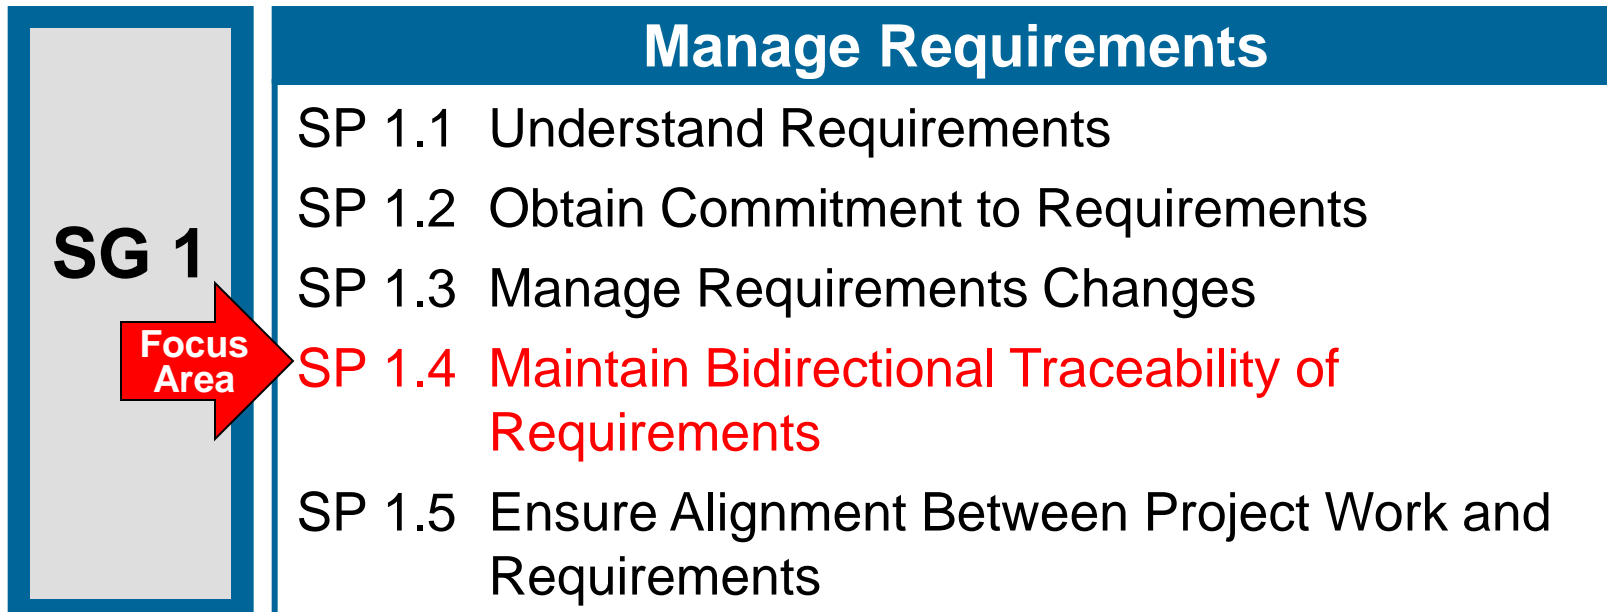 Manage Requirements
SG 1
Focus
Area
SP 1.1 Understand Requirements
SP 1.2 Obtain Commitment to Requirements
SP 1.3 Manage Requirements Changes
SP 1.4 Maintain Bidirectional Traceability of
Requirements
SP 1.5 Ensure Alignment Between Project Work and
Requirements